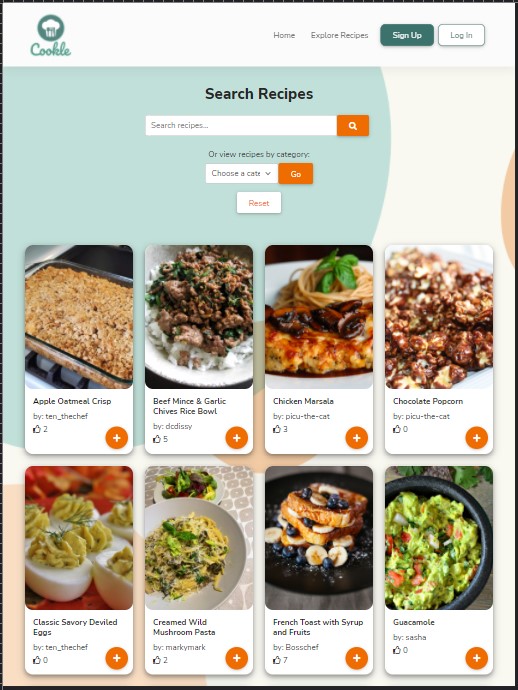 Cookle
Home
Explore Recipes
Sign Up
Log In
Search Recipes
Search recipes...
Or view recipes by category:
Choose a cate
Go
Reset
Apple Oatmeal Crisp
by: ten_thechef
2
Beef Mince & Garlic
Chives Rice Bowl
by: dcdissy
5
Chicken Marsala
by: picu-the-cat
3
Chocolate Popcorn
by: picu-the-cat
0
Classic Savory Deviled
Eggs
by: ten_thechef
0
Creamed Wild
Mushroom Pasta
by: markymark
2
French Toast with Syrup
and Fruits
by: Bosschef
7
Guacamole
by: sasha
0